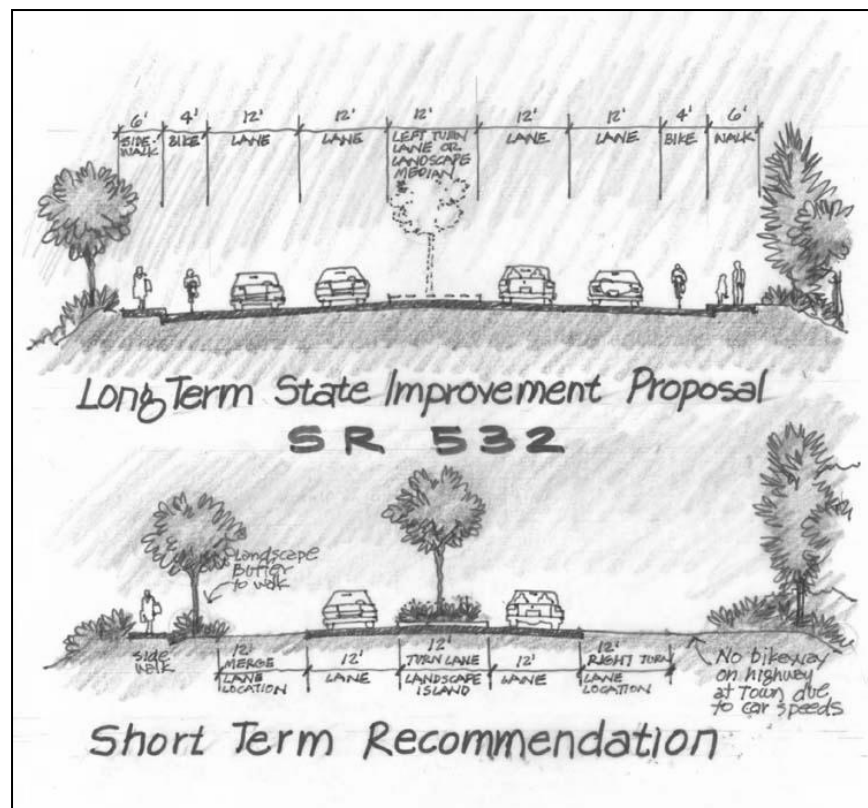 6' 4' 12' 12' 12' 12' 12' 4' 6'
SIDE- BIKE LANE LANE LEFT TURN LANE LANE BIKE WALK
WALK LANE OR
LANDSCAPE
MEDIAN
Long Term State Improvement Proposal
SR 532
Landscape
Buffer
to walk
side
walk
12' 12' 12' 12' 12'
MERGE LANE TURN LANE LANE RIGHT TURN
LANE LANDSCAPE LANE
LOCATION ISLAND LOCATION
No bikeway
on highway
at Town due
to car speeds
Short Term Recommendation